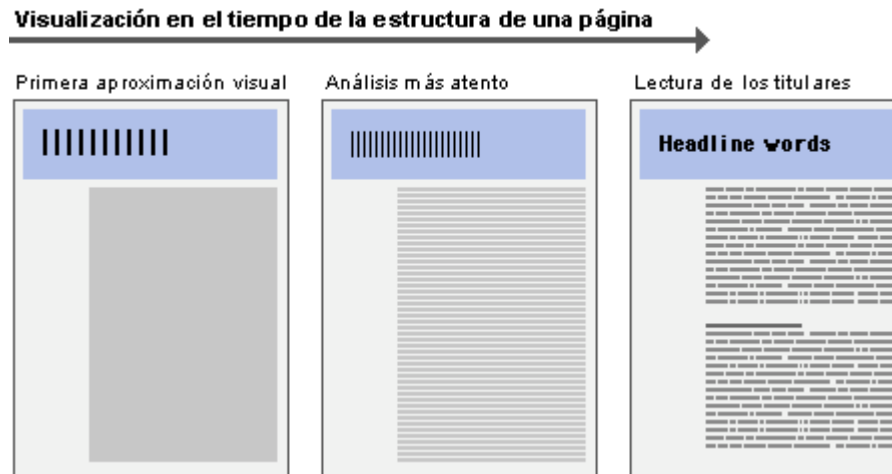 Visualización en el tiempo de la estructura de una página
Primera aproximación visual
Análisis más atento
Lectura de los titulares
Headline words